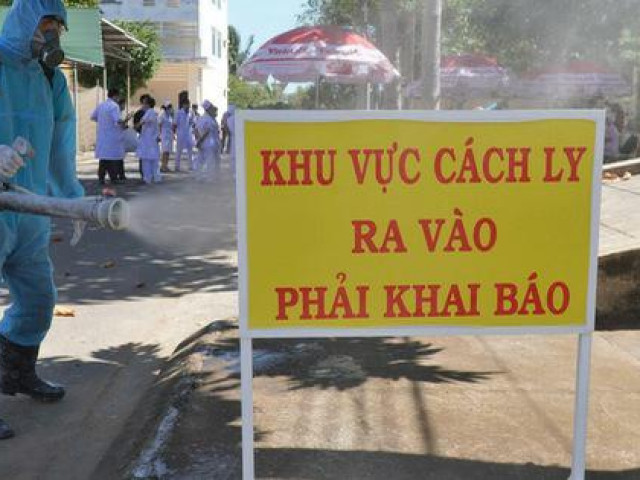 KHU VỰC CÁCH LY
RA VÀO
PHẢI KHAI BÁO